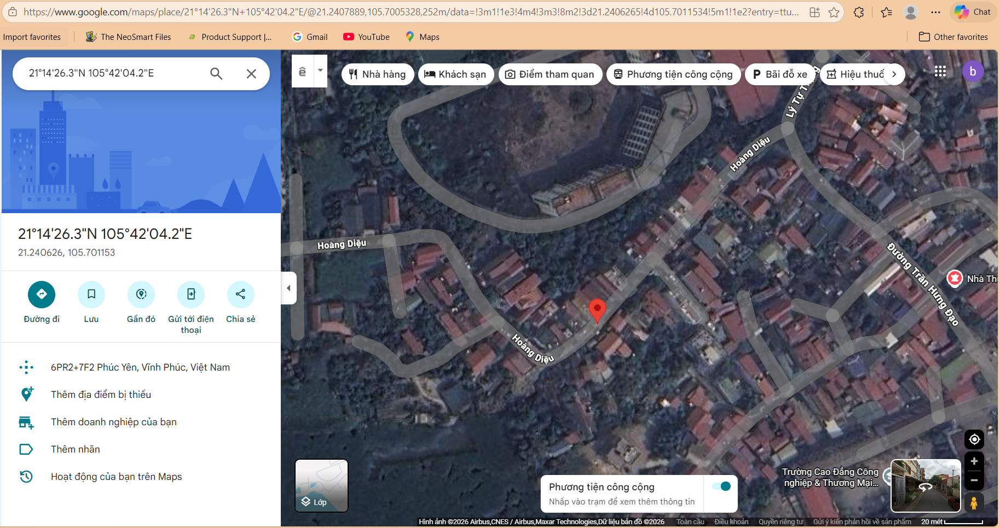 https://www.google.com/maps/place/21°14'26.3"N+105°42'04.2"E/@21.2407889,105.7005328,252m/data=!3m1!1e3!4m4!3m3!8m2!3d21.2406265!4d105.7011534!5m1!1e2?entry=ttu...
Chat
Import favorites
The NeoSmart Files
Product Support |...
Gmail
YouTube
Maps
Other favorites
21°14'26.3"N 105°42'04.2"E
ê
Nhà hàng
Khách sạn
Điểm tham quan
Phương tiện công cộng
P Bãi đỗ xe
Hiệu thuố
b
Lý Tự Tr
Hoàng Diệu
Hoàng Diệu
Đường Trần Hưng Đạo
Nhà Th
Hoàng Diệu
21°14'26.3"N 105°42'04.2"E
21.240626, 105.701153
Đường đi
Lưu
Gần đó
Gửi tới điện thoại
Chia sẻ
6PR2+7F2 Phúc Yên, Vĩnh Phúc, Việt Nam
Thêm địa điểm bị thiếu
Thêm doanh nghiệp của bạn
Thêm nhãn
Hoạt động của bạn trên Maps
Lớp
Phương tiện công cộng
Nhấp vào trạm để xem thêm thông tin
Trường Cao Đẳng Công
nghiệp & Thương Mại...
Hình ảnh ©2026 Airbus,CNES / Airbus,Maxar Technologies,Dữ liệu bản đồ ©2026
Toàn cầu
Điều khoản
Quyền riêng tư
Gửi ý kiến phản hồi về sản phẩm
20 mét